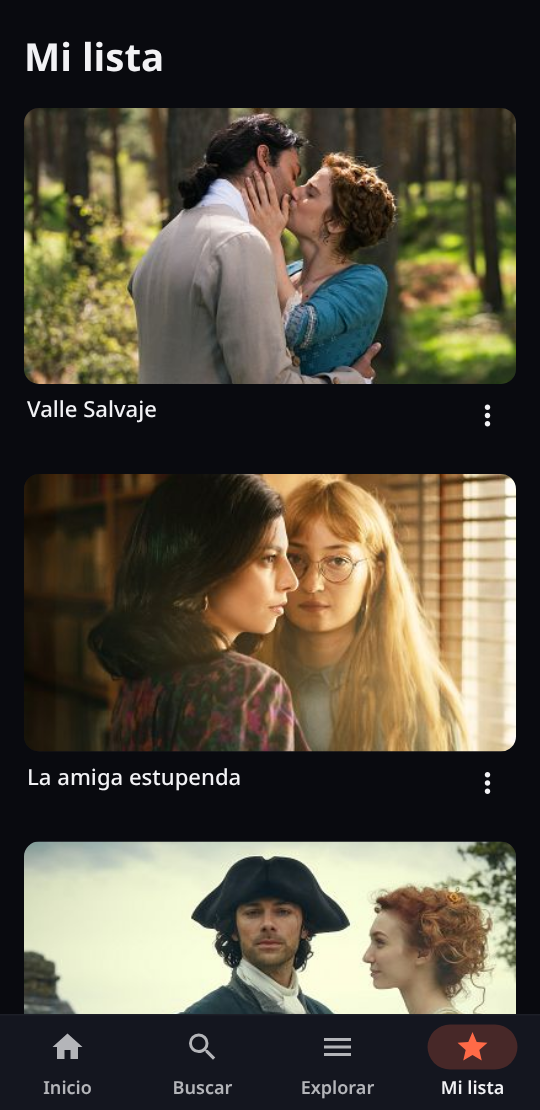 Mi lista
Valle Salvaje
La amiga estupenda
Inicio
Buscar
Explorar
Mi lista